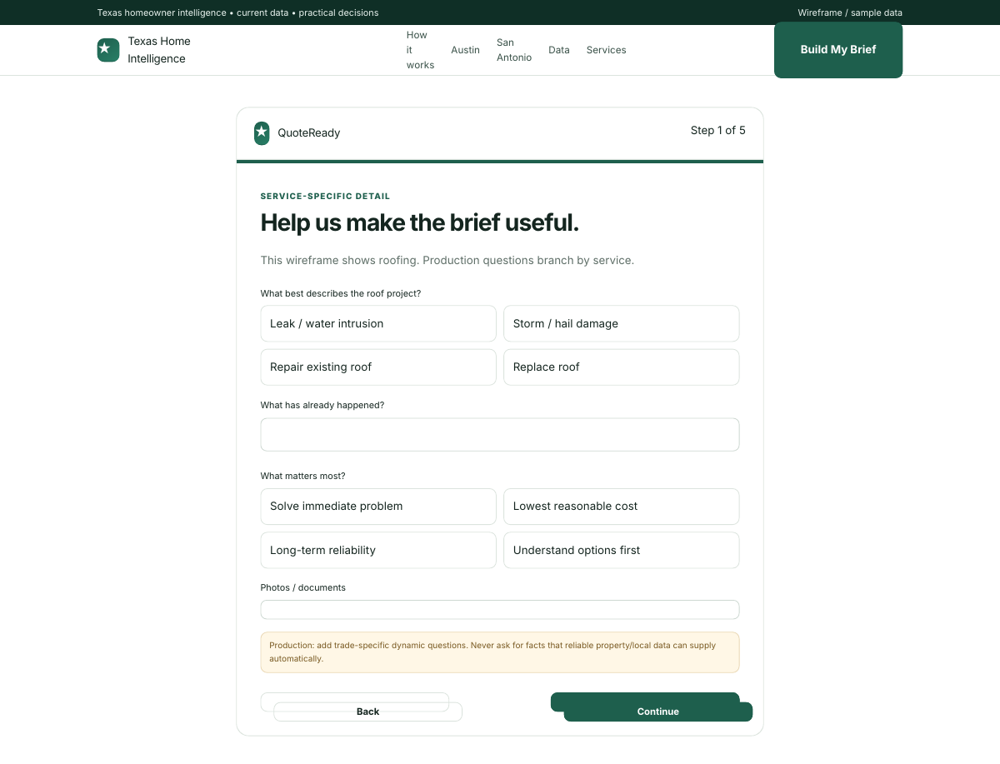 Texas homeowner intelligence • current data • practical decisions
Wireframe / sample data
Texas Home
Intelligence
How
it
works
Austin
San
Antonio
Data
Services
Build My Brief
QuoteReady
Step 1 of 5
SERVICE-SPECIFIC DETAIL
Help us make the brief useful.
This wireframe shows roofing. Production questions branch by service.
What best describes the roof project?
Leak / water intrusion
Storm / hail damage
Repair existing roof
Replace roof
What has already happened?
What matters most?
Solve immediate problem
Lowest reasonable cost
Long-term reliability
Understand options first
Photos / documents
Production: add trade-specific dynamic questions. Never ask for facts that reliable property/local data can supply
automatically.
Back
Continue